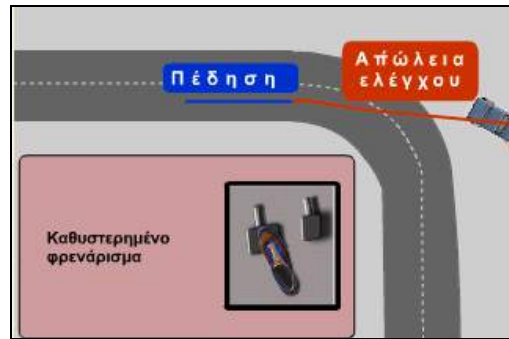 Πέδηση
Απώλεια
ελέγχου
Καθυστερημένο
φρενάρισμα